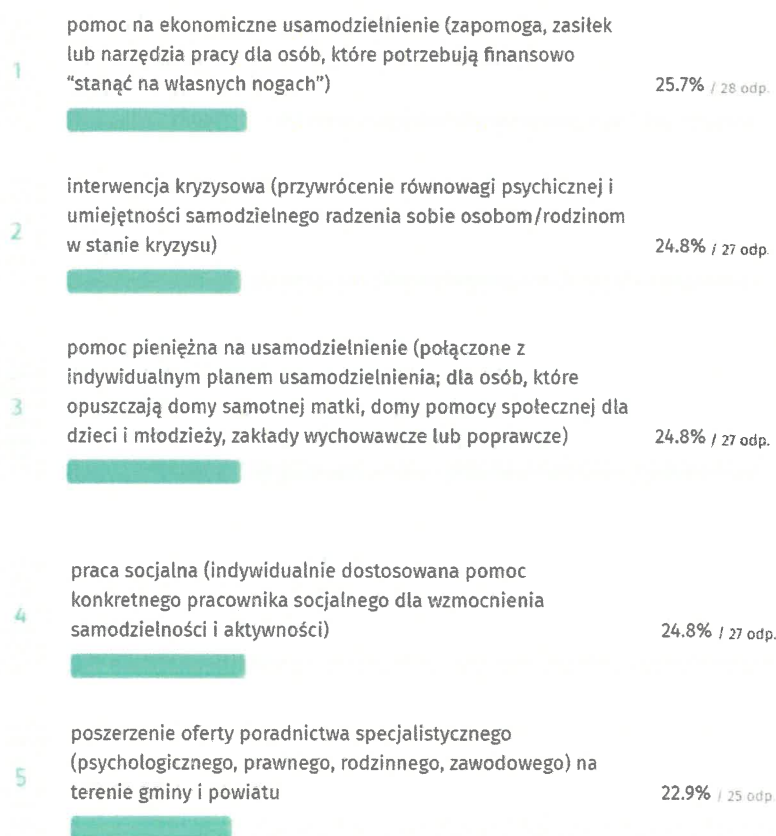 pomoc na ekonomiczne usamodzielnienie (zapomoga, zasiłek
lub narzędzia pracy dla osób, które potrzebują finansowo
1
“stanąć na własnych nogach”) 25.7% / 28 odp.
interwencja kryzysowa (przywrócenie równowagi psychicznej i
umiejętności samodzielnego radzenia sobie osobom/rodzinom
2
w stanie kryzysu) 24.8% / 27 odp.
pomoc pieniężna na usamodzielnienie (połączone z
indywidualnym planem usamodzielnienia; dla osób, które
3
opuszczają domy samotnej matki, domy pomocy społecznej dla
dzieci i młodzieży, zakłady wychowawcze lub poprawcze) 24.8% / 27 odp.
praca socjalna (indywidualnie dostosowana pomoc
konkretnego pracownika socjalnego dla wzmocnienia
4
samodzielności i aktywności) 24.8% / 27 odp.
poszerzenie oferty poradnictwa specjalistycznego
(psychologicznego, prawnego, rodzinnego, zawodowego) na
5
terenie gminy i powiatu 22.9% / 25 odp.